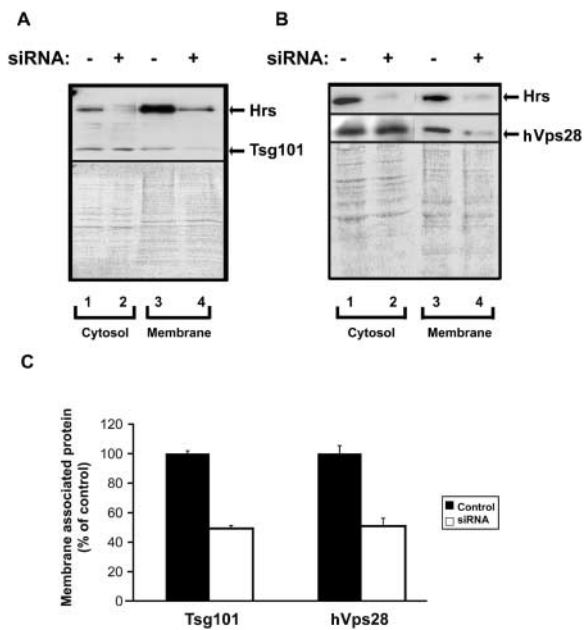 A
siRNA: - + - +
Hrs
Tsg101
1 2 3 4
Cytosol Membrane
B
siRNA: - + - +
Hrs
hVps28
1 2 3 4
Cytosol Membrane
C
Membrane associated protein
(% of control)
120
100
80
60
40
20
0
Tsg101 hVps28
Control
siRNA